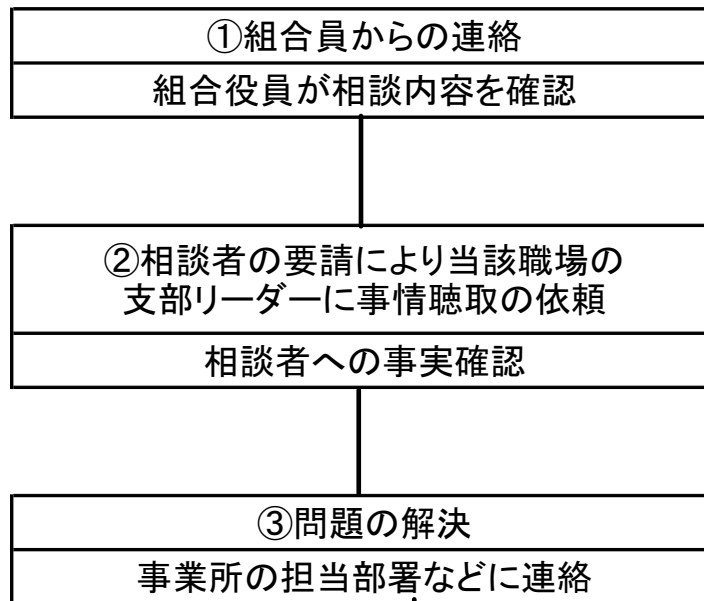 ①組合員からの連絡
組合役員が相談内容を確認
②相談者の要請により当該職場の
支部リーダーに事情聴取の依頼
相談者への事実確認
③問題の解決
事業所の担当部署などに連絡